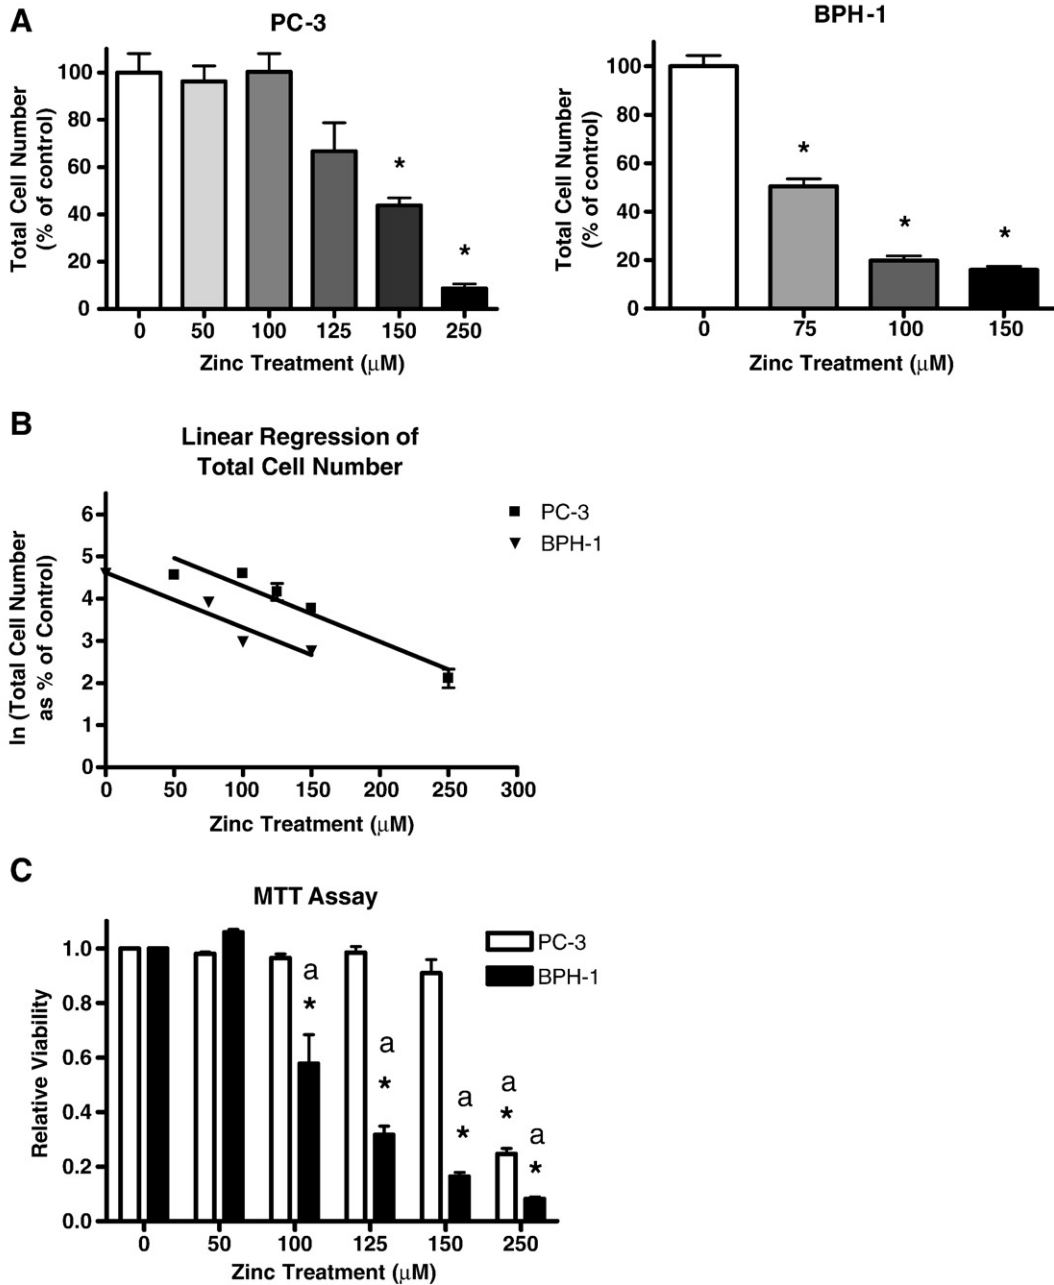 A
PC-3
Total Cell Number
(% of control)
100
80
60
40
20
0
*
*
0 50 100 125 150 250
Zinc Treatment (μM)
BPH-1
Total Cell Number
(% of control)
100
80
60
40
20
0
*
*
*
0 75 100 150
Zinc Treatment (μM)
B
Linear Regression of
Total Cell Number
ln (Total Cell Number
as % of Control)
6
5
4
3
2
1
0
0 50 100 150 200 250 300
Zinc Treatment (μM)
PC-3
BPH-1
C
MTT Assay
Relative Viability
1.0
0.8
0.6
0.4
0.2
0.0
a
*
a
*
a
*
a
*
a
*
0 50 100 125 150 250
Zinc Treatment (μM)
PC-3
BPH-1